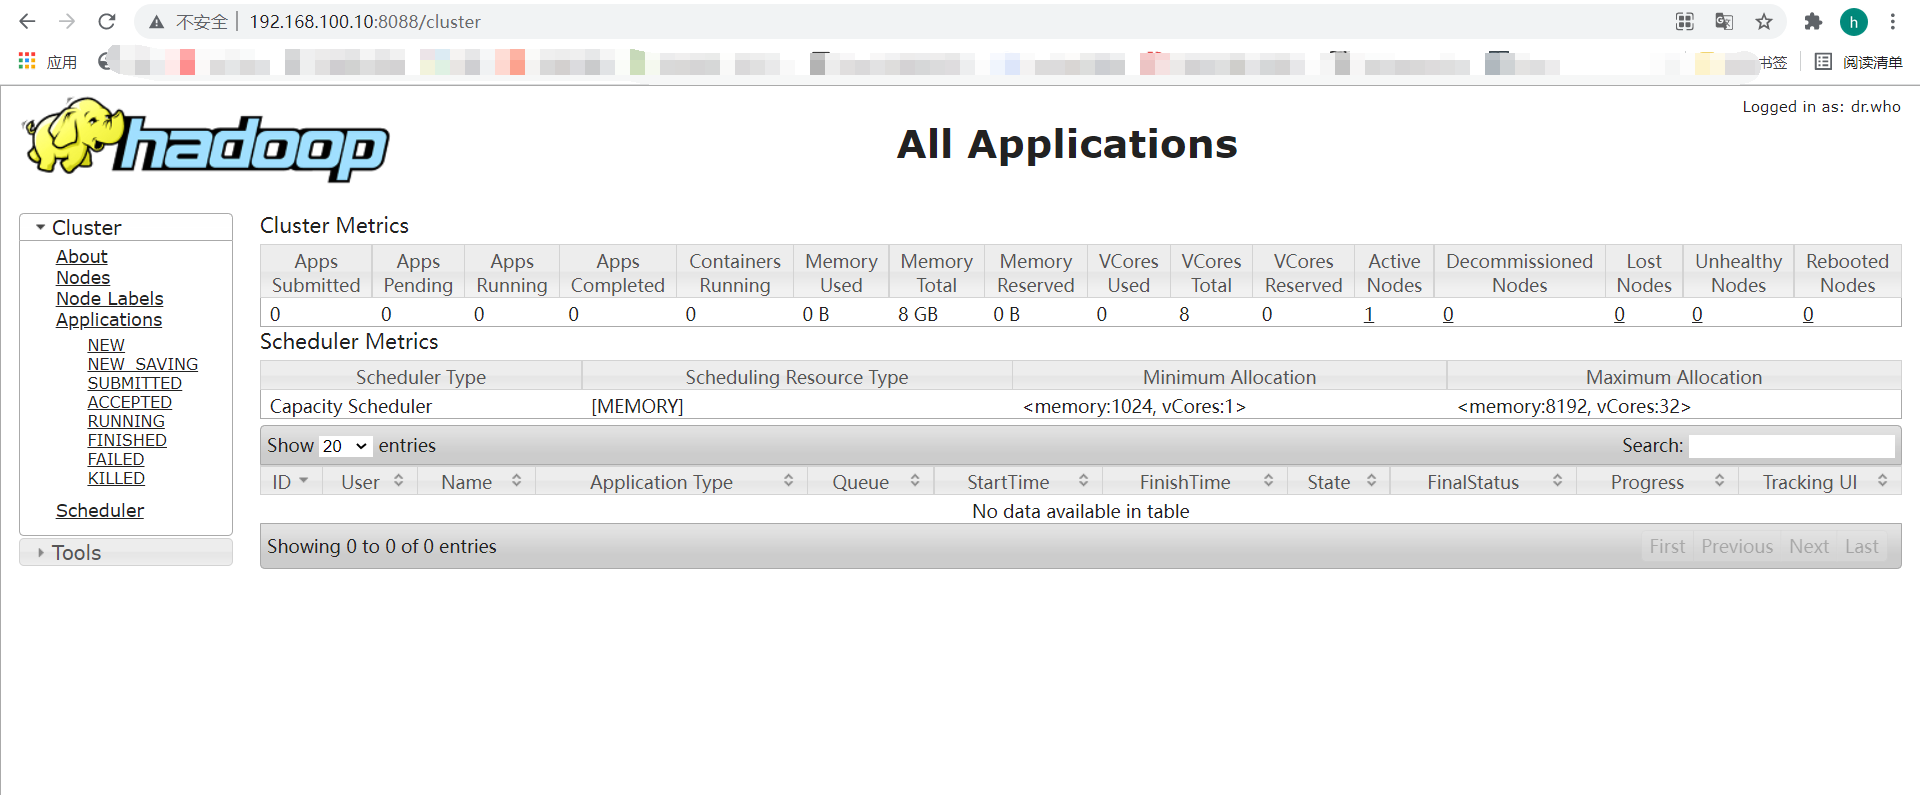 不安全 192.168.100.10:8088/cluster
h
应用
书签
阅读清单
hadoop
All Applications
Logged in as: dr.who
Cluster
About
Nodes
Node Labels
Applications
NEW
NEW_SAVING
SUBMITTED
ACCEPTED
RUNNING
FINISHED
FAILED
KILLED
Scheduler
Tools
Cluster Metrics
Apps Submitted Apps Pending Apps Running Apps Completed Containers Running Memory Used Memory Total Memory Reserved VCores Used VCores Total VCores Reserved Active Nodes Decommissioned Nodes Lost Nodes Unhealthy Nodes Rebooted Nodes
0 0 0 0 0 0 B 8 GB 0 B 0 8 0 1 0 0 0 0
Scheduler Metrics
Scheduler Type Scheduling Resource Type Minimum Allocation Maximum Allocation
Capacity Scheduler [MEMORY] <memory:1024, vCores:1> <memory:8192, vCores:32>
Show 20 entries Search:
ID User Name Application Type Queue StartTime FinishTime State FinalStatus Progress Tracking UI
No data available in table
Showing 0 to 0 of 0 entries First Previous Next Last